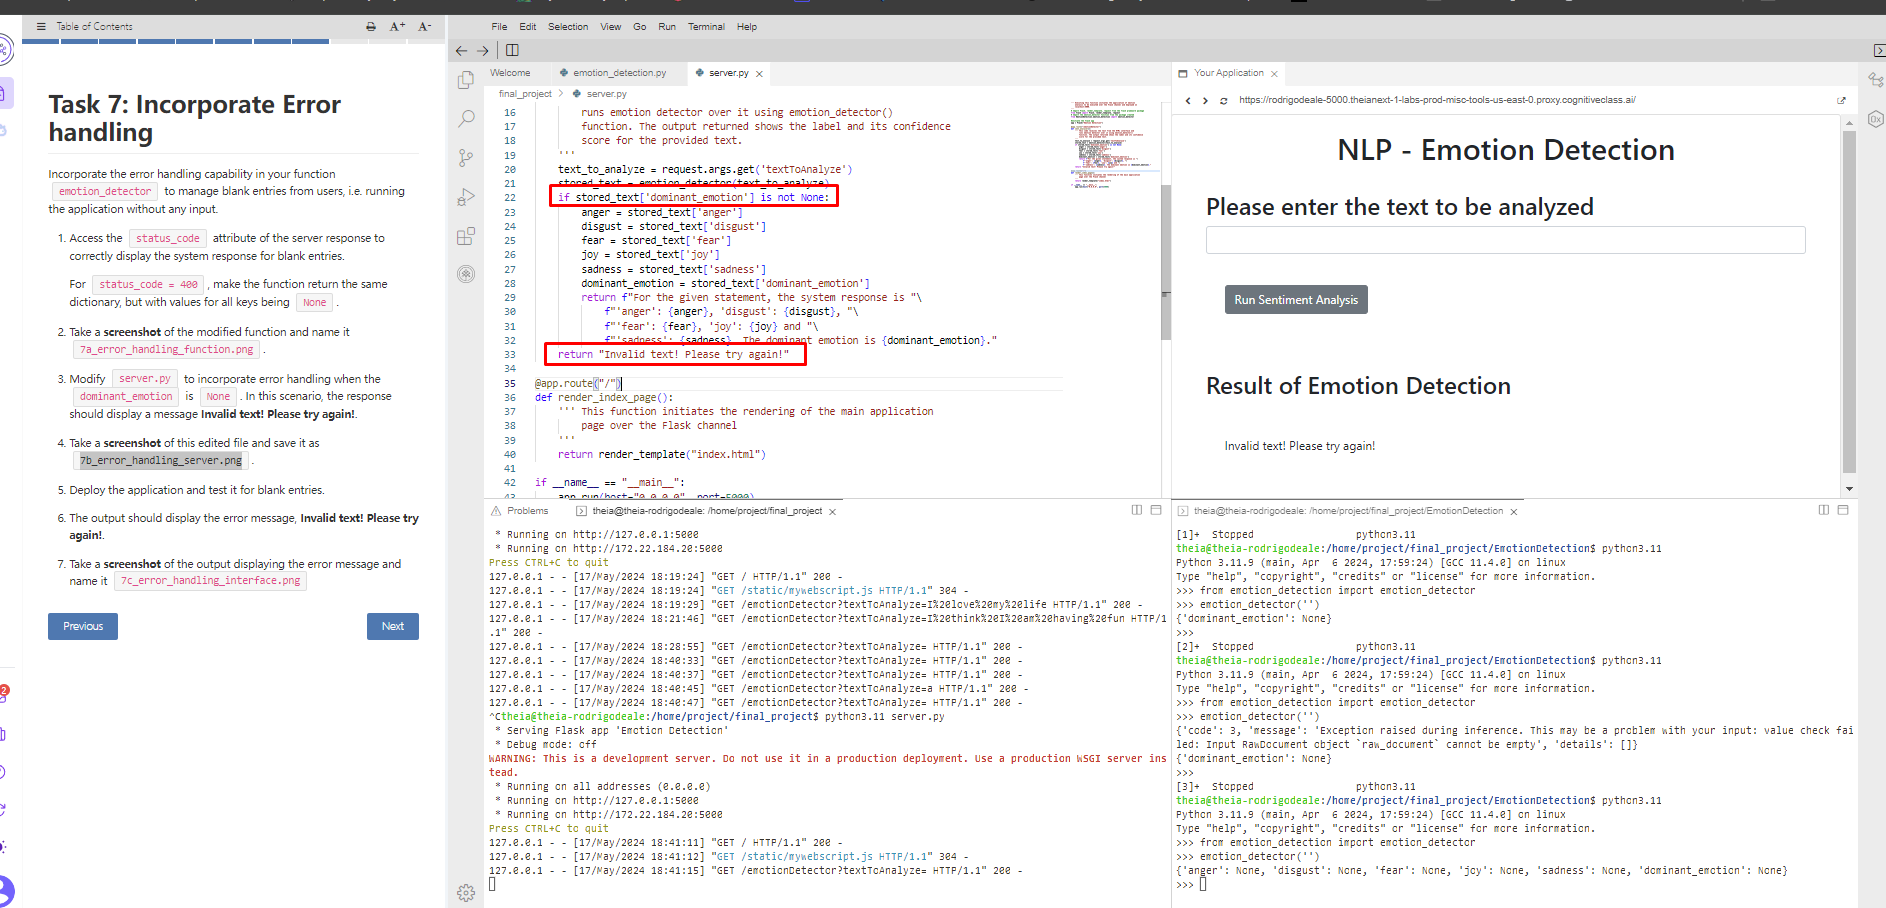 Table of Contents
A+ A-
Task 7: Incorporate Error
handling
Incorporate the error handling capability in your function
emotion_detector to manage blank entries from users, i.e. running
the application without any input.
1. Access the status_code attribute of the server response to
correctly display the system response for blank entries.
For status_code = 400 , make the function return the same
dictionary, but with values for all keys being None .
2. Take a screenshot of the modified function and name it
7a_error_handling_function.png .
3. Modify server.py to incorporate error handling when the
dominant_emotion is None . In this scenario, the response
should display a message Invalid text! Please try again!.
4. Take a screenshot of this edited file and save it as
7b_error_handling_server.png .
5. Deploy the application and test it for blank entries.
6. The output should display the error message, Invalid text! Please try
again!.
7. Take a screenshot of the output displaying the error message and
name it 7c_error_handling_interface.png
Previous
Next
2
File Edit Selection View Go Run Terminal Help
Welcome
emotion_detection.py
server.py
final_project > server.py
16 runs emotion detector over it using emotion_detector()
17 function. The output returned shows the label and its confidence
18 score for the provided text.
19 '''
20 text_to_analyze = request.args.get('textToAnalyze')
21 stored_text = emotion_detector(text_to_analyze)
22 if stored_text['dominant_emotion'] is not None:
23 anger = stored_text['anger']
24 disgust = stored_text['disgust']
25 fear = stored_text['fear']
26 joy = stored_text['joy']
27 sadness = stored_text['sadness']
28 dominant_emotion = stored_text['dominant_emotion']
29 return f"For the given statement, the system response is "\
30 f"'anger': {anger}, 'disgust': {disgust}, "\
31 f"'fear': {fear}, 'joy': {joy} and "\
32 f"'sadness': {sadness}. The dominant emotion is {dominant_emotion}."
33 return "Invalid text! Please try again!"
34
35 @app.route("/")
36 def render_index_page():
37 ''' This function initiates the rendering of the main application
38 page over the Flask channel
39 '''
40 return render_template("index.html")
41
42 if __name__ == "__main__":
43 app.run(host="0.0.0.0", port=5000)
Your Application
https://rodrigodeale-5000.theianext-1-labs-prod-misc-tools-us-east-0.proxy.cognitiveclass.ai/
NLP - Emotion Detection
Please enter the text to be analyzed
Run Sentiment Analysis
Result of Emotion Detection
Invalid text! Please try again!
Problems
theia@theia-rodrigodeale: /home/project/final_project
* Running on http://127.0.0.1:5000
* Running on http://172.22.184.20:5000
Press CTRL+C to quit
127.0.0.1 - - [17/May/2024 18:19:24] "GET / HTTP/1.1" 200 -
127.0.0.1 - - [17/May/2024 18:19:24] "GET /static/mywebscript.js HTTP/1.1" 304 -
127.0.0.1 - - [17/May/2024 18:19:29] "GET /emotionDetector?textToAnalyze=I%20love%20my%20life HTTP/1.1" 200 -
127.0.0.1 - - [17/May/2024 18:21:46] "GET /emotionDetector?textToAnalyze=I%20think%20I%20am%20having%20fun HTTP/1
.1" 200 -
127.0.0.1 - - [17/May/2024 18:28:55] "GET /emotionDetector?textToAnalyze= HTTP/1.1" 200 -
127.0.0.1 - - [17/May/2024 18:40:33] "GET /emotionDetector?textToAnalyze= HTTP/1.1" 200 -
127.0.0.1 - - [17/May/2024 18:40:37] "GET /emotionDetector?textToAnalyze= HTTP/1.1" 200 -
127.0.0.1 - - [17/May/2024 18:40:45] "GET /emotionDetector?textToAnalyze=a HTTP/1.1" 200 -
127.0.0.1 - - [17/May/2024 18:40:47] "GET /emotionDetector?textToAnalyze= HTTP/1.1" 200 -
^Ctheia@theia-rodrigodeale:/home/project/final_project$ python3.11 server.py
* Serving Flask app 'Emotion Detection'
* Debug mode: off
WARNING: This is a development server. Do not use it in a production deployment. Use a production WSGI server ins
tead.
* Running on all addresses (0.0.0.0)
* Running on http://127.0.0.1:5000
* Running on http://172.22.184.20:5000
Press CTRL+C to quit
127.0.0.1 - - [17/May/2024 18:41:11] "GET / HTTP/1.1" 200 -
127.0.0.1 - - [17/May/2024 18:41:12] "GET /static/mywebscript.js HTTP/1.1" 304 -
127.0.0.1 - - [17/May/2024 18:41:15] "GET /emotionDetector?textToAnalyze= HTTP/1.1" 200 -
theia@theia-rodrigodeale: /home/project/final_project/EmotionDetection
[1]+ Stopped python3.11
theia@theia-rodrigodeale:/home/project/final_project/EmotionDetection$ python3.11
Python 3.11.9 (main, Apr 6 2024, 17:59:24) [GCC 11.4.0] on linux
Type "help", "copyright", "credits" or "license" for more information.
>>> from emotion_detection import emotion_detector
>>> emotion_detector('')
{'dominant_emotion': None}
>>>
[2]+ Stopped python3.11
theia@theia-rodrigodeale:/home/project/final_project/EmotionDetection$ python3.11
Python 3.11.9 (main, Apr 6 2024, 17:59:24) [GCC 11.4.0] on linux
Type "help", "copyright", "credits" or "license" for more information.
>>> from emotion_detection import emotion_detector
>>> emotion_detector('')
{'code': 3, 'message': 'Exception raised during inference. This may be a problem with your input: value check fai
led: Input RawDocument object `raw_document` cannot be empty', 'details': []}
{'dominant_emotion': None}
>>>
[3]+ Stopped python3.11
theia@theia-rodrigodeale:/home/project/final_project/EmotionDetection$ python3.11
Python 3.11.9 (main, Apr 6 2024, 17:59:24) [GCC 11.4.0] on linux
Type "help", "copyright", "credits" or "license" for more information.
>>> from emotion_detection import emotion_detector
>>> emotion_detector('')
{'anger': None, 'disgust': None, 'fear': None, 'joy': None, 'sadness': None, 'dominant_emotion': None}
>>>